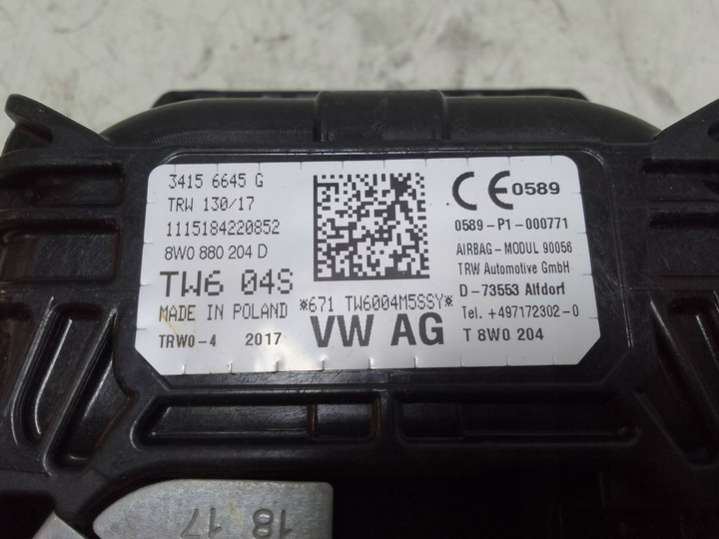 3415 6645 G
TRW 130/17
1115184220852
8W0 880 204 D
TW6 04S
MADE IN POLAND
TRWO-4 2017
*671 TW6004M5SSY*
VW AG
CE 0589
0589-P1-000771
AIRBAG-MODUL 90056
TRW Automotive GmbH
D-73553 Alfdorf
Tel. +497172302-0
T 8W0 204
18 17